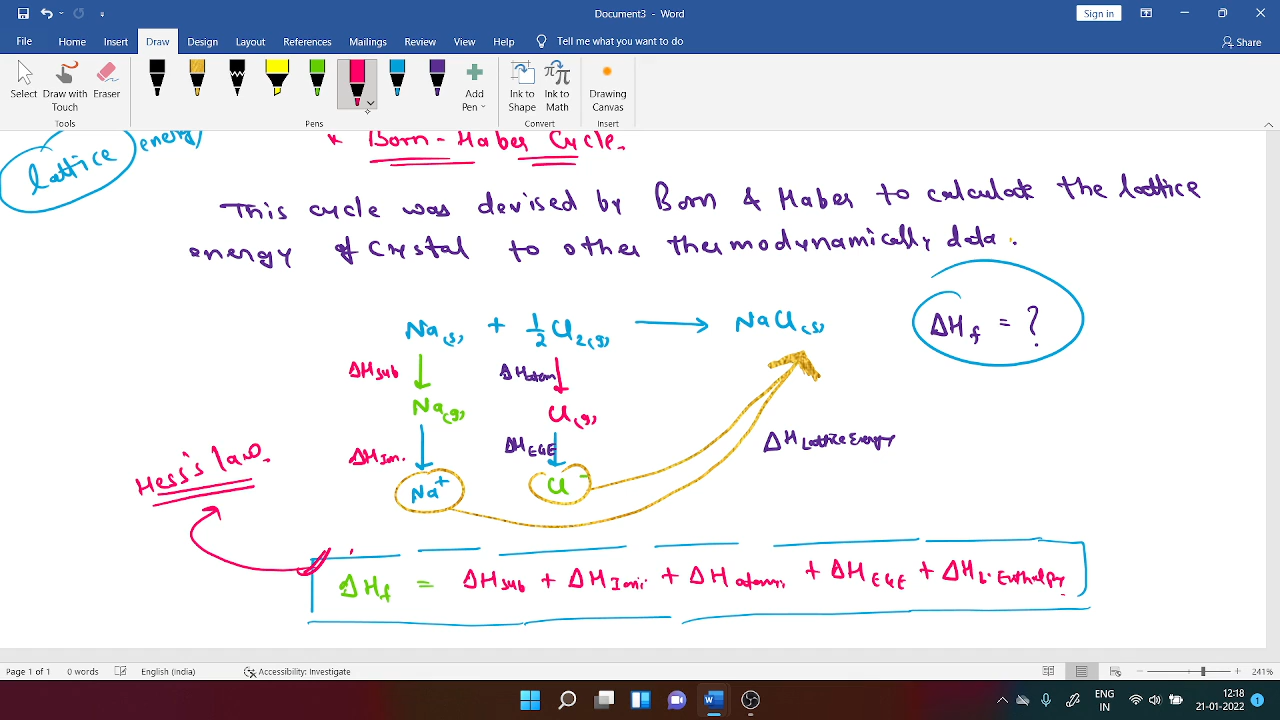 Document3 - Word
Sign in
File Home Insert Draw Design Layout References Mailings Review View Help Tell me what you want to do
Share
Select Draw with Touch Eraser
Add Pen
Ink to Shape Ink to Math
Drawing Canvas
Tools Pens Convert Insert
lattice energy
* Born-Haber Cycle.
This cycle was devised by Born & Haber to calculate the lattice
energy of Crystal to other thermodynamically data.
Na(s) + 1/2 Cl2(g) → NaCl(s)
ΔHf = ?
ΔHsub ΔHatom
Na(g) Cl(g)
ΔHIon. ΔHEGE
ΔHLatticeEnergy
Hess's law.
Na+ Cl-
ΔHf = ΔHsub + ΔHIoni + ΔHatomi + ΔHEGE + ΔHL.Enthalpy
Page 1 of 1 0 words English (India) Accessibility: Investigate 241%
ENG IN
12:18
21-01-2022
1